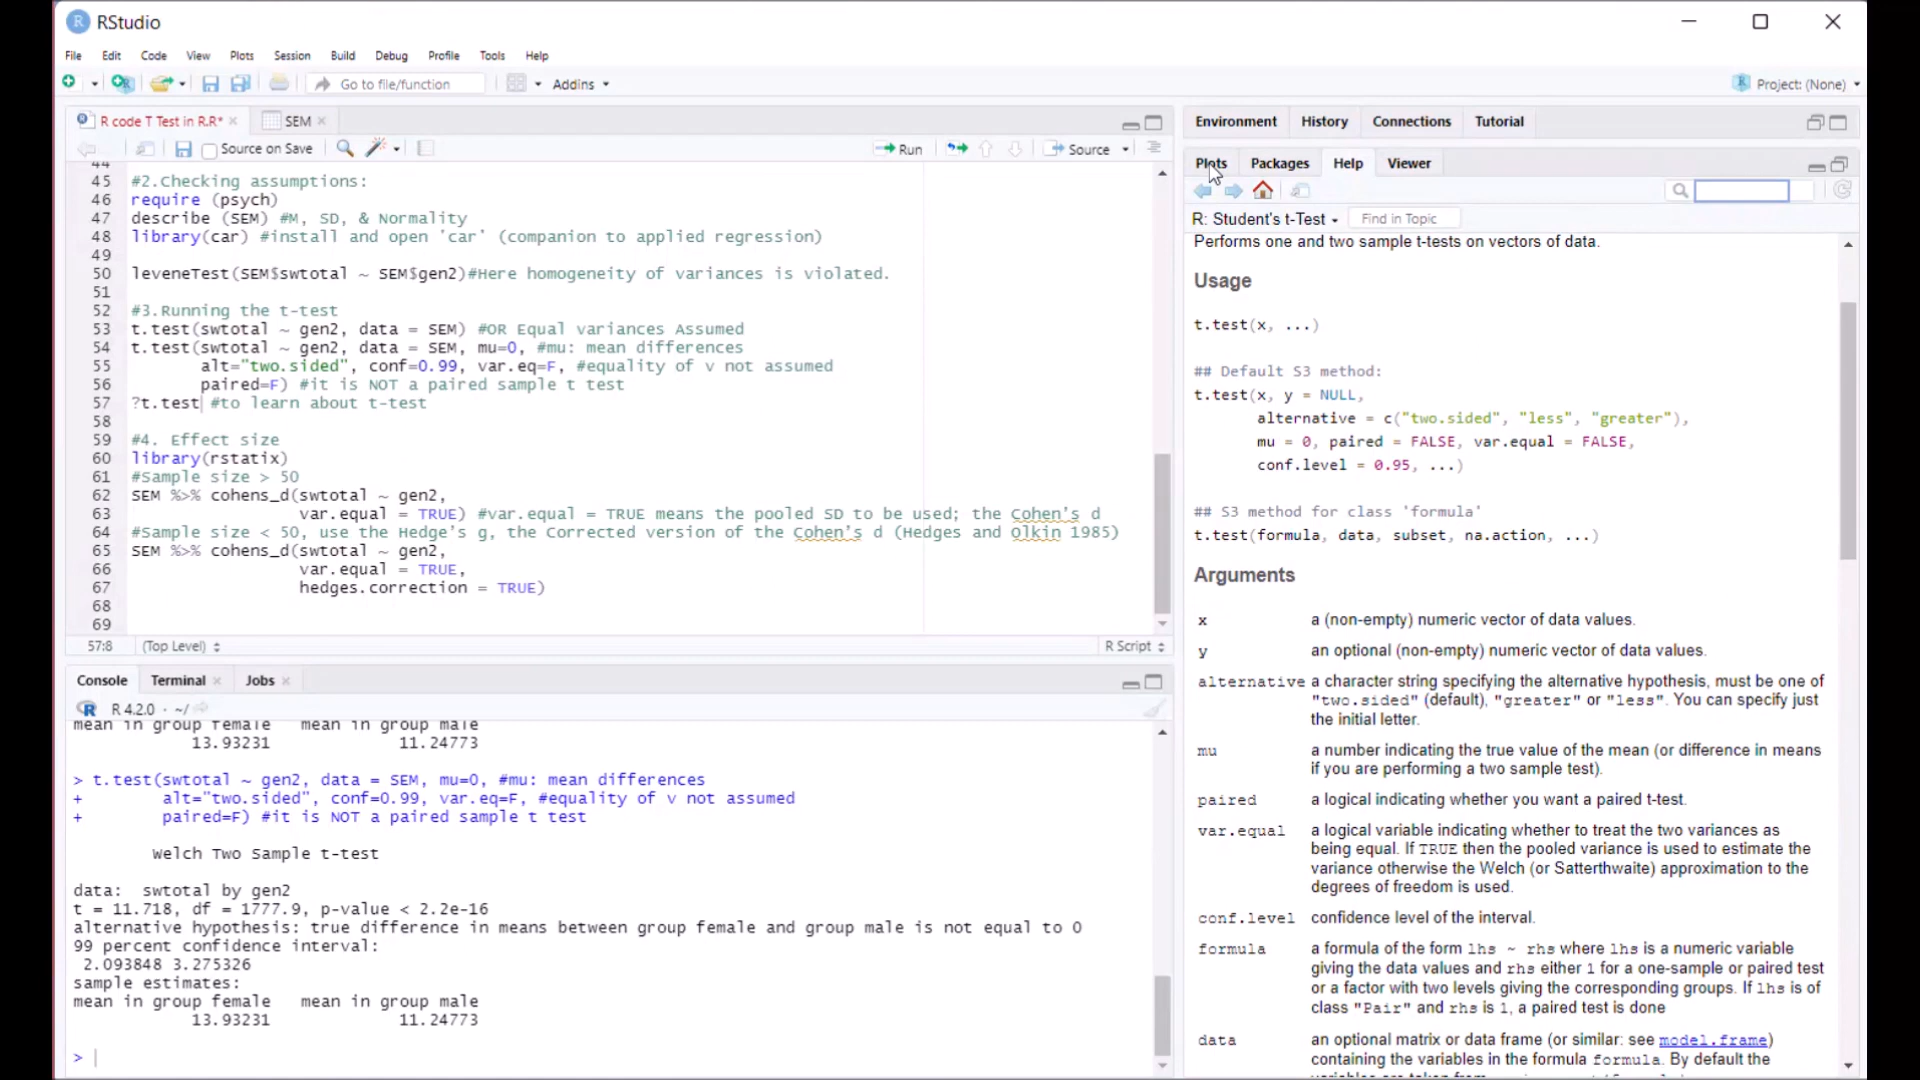 RStudio
File Edit Code View Plots Session Build Debug Profile Tools Help
Go to file/function Addins Project: (None)
R code T Test in R.R* SEM
Source on Save Run Source
44
45 #2.Checking assumptions:
46 require (psych)
47 describe (SEM) #M, SD, & Normality
48 library(car) #install and open 'car' (companion to applied regression)
49
50 leveneTest(SEM$swtotal ~ SEM$gen2)#Here homogeneity of variances is violated.
51
52 #3.Running the t-test
53 t.test(swtotal ~ gen2, data = SEM) #OR Equal variances Assumed
54 t.test(swtotal ~ gen2, data = SEM, mu=0, #mu: mean differences
55 alt="two.sided", conf=0.99, var.eq=F, #equality of v not assumed
56 paired=F) #it is NOT a paired sample t test
57 ?t.test #to learn about t-test
58
59 #4. Effect size
60 library(rstatix)
61 #Sample size > 50
62 SEM %>% cohens_d(swtotal ~ gen2,
63 var.equal = TRUE) #var.equal = TRUE means the pooled SD to be used; the Cohen's d
64 #Sample size < 50, use the Hedge's g, the Corrected version of the Cohen's d (Hedges and Olkin 1985)
65 SEM %>% cohens_d(swtotal ~ gen2,
66 var.equal = TRUE,
67 hedges.correction = TRUE)
68
69
57:8 (Top Level) R Script
Console Terminal Jobs
R 4.2.0 · ~/
mean in group female mean in group male
13.93231 11.24773
> t.test(swtotal ~ gen2, data = SEM, mu=0, #mu: mean differences
+ alt="two.sided", conf=0.99, var.eq=F, #equality of v not assumed
+ paired=F) #it is NOT a paired sample t test
Welch Two Sample t-test
data: swtotal by gen2
t = 11.718, df = 1777.9, p-value < 2.2e-16
alternative hypothesis: true difference in means between group female and group male is not equal to 0
99 percent confidence interval:
2.093848 3.275326
sample estimates:
mean in group female mean in group male
13.93231 11.24773
>
Environment History Connections Tutorial
Plots Packages Help Viewer
R: Student's t-Test Find in Topic
Performs one and two sample t-tests on vectors of data.
Usage
t.test(x, ...)
## Default S3 method:
t.test(x, y = NULL,
alternative = c("two.sided", "less", "greater"),
mu = 0, paired = FALSE, var.equal = FALSE,
conf.level = 0.95, ...)
## S3 method for class 'formula'
t.test(formula, data, subset, na.action, ...)
Arguments
x a (non-empty) numeric vector of data values.
y an optional (non-empty) numeric vector of data values.
alternative a character string specifying the alternative hypothesis, must be one of
"two.sided" (default), "greater" or "less". You can specify just
the initial letter.
mu a number indicating the true value of the mean (or difference in means
if you are performing a two sample test).
paired a logical indicating whether you want a paired t-test.
var.equal a logical variable indicating whether to treat the two variances as
being equal. If TRUE then the pooled variance is used to estimate the
variance otherwise the Welch (or Satterthwaite) approximation to the
degrees of freedom is used.
conf.level confidence level of the interval.
formula a formula of the form lhs ~ rhs where lhs is a numeric variable
giving the data values and rhs either 1 for a one-sample or paired test
or a factor with two levels giving the corresponding groups. If lhs is of
class "Pair" and rhs is 1, a paired test is done
data an optional matrix or data frame (or similar: see model.frame)
containing the variables in the formula formula. By default the